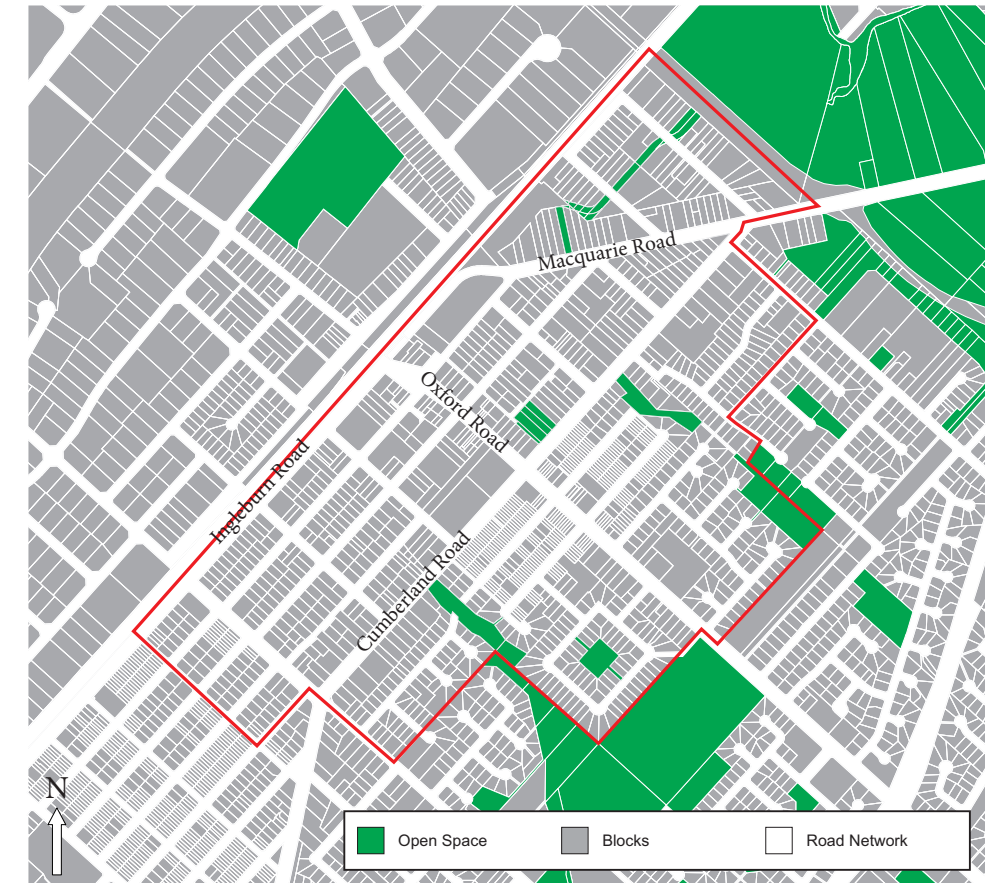 Macquarie Road
Oxford Road
Ingleburn Road
Cumberland Road
N
Open Space
Blocks
Road Network